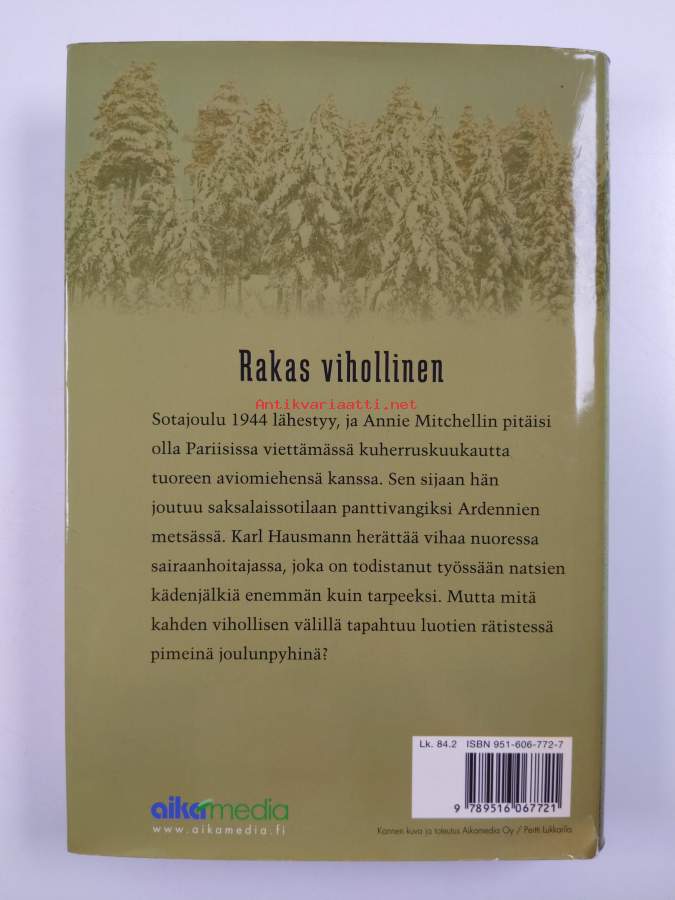 Rakas vihollinen
Antikvariaatti.net
Sotajoulu 1944 lähestyy, ja Annie Mitchellin pitäisi
olla Pariisissa viettämässä kuherruskuukautta
tuoreen aviomiehensä kanssa. Sen sijaan hän
joutuu saksalaissotilaan panttivangiksi Ardennien
metsässä. Karl Hausmann herättää vihaa nuoressa
sairaanhoitajassa, joka on todistanut työssään natsien
kädenjälkiä enemmän kuin tarpeeksi. Mutta mitä
kahden vihollisen välillä tapahtuu luotien rätistessä
pimeinä joulunpyhinä?
Lk. 84.2 ISBN 951-606-772-7
9 789516 067721
aikamedia
www.aikamedia.fi
Kannen kuva ja toteutus Aikamedia Oy / Pertti Lukkarila